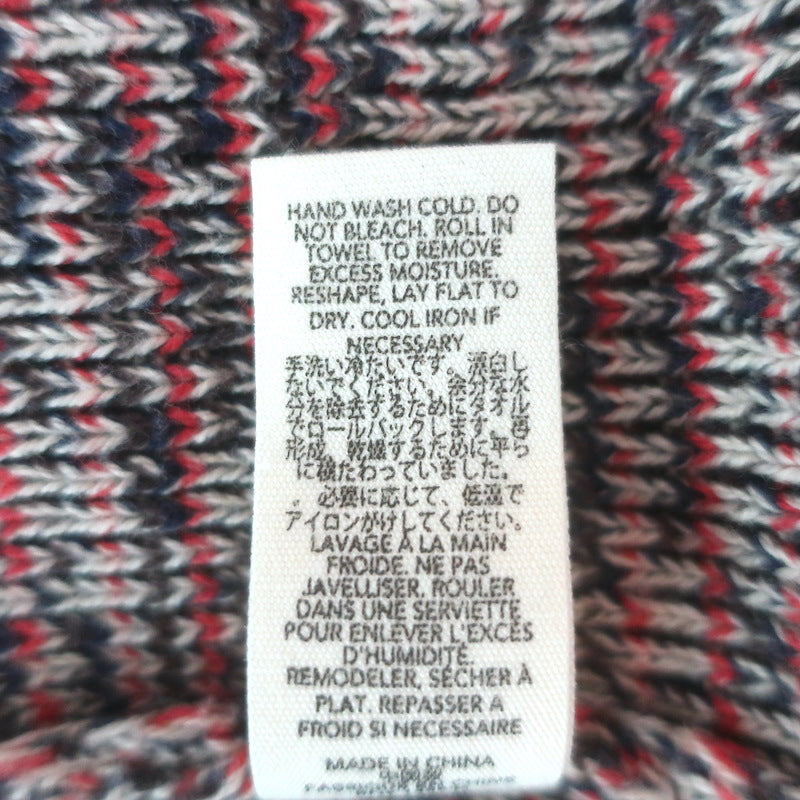 HAND WASH COLD. DO
NOT BLEACH. ROLL IN
TOWEL TO REMOVE
EXCESS MOISTURE.
RESHAPE, LAY FLAT TO
DRY. COOL IRON IF
NECESSARY
手洗い冷たいです。漂白し
ないでください、余分な水
分を除去するためにタオル
でロールバックします。再
形成、乾燥するために平っ
に横たわっていました。
。必要に応じて、低温で
アイロンがけしてください。
LAVAGE À LA MAIN
FROIDE. NE PAS
JAVELLISER. ROULER
DANS UNE SERVIETTE
POUR ENLEVER L'EXCÈS
D'HUMIDITÉ.
REMODELER, SÉCHER À
PLAT. REPASSER A
FROID SI NECESSAIRE
MADE IN CHINA
中国製
FABRIQUE EN CHINE